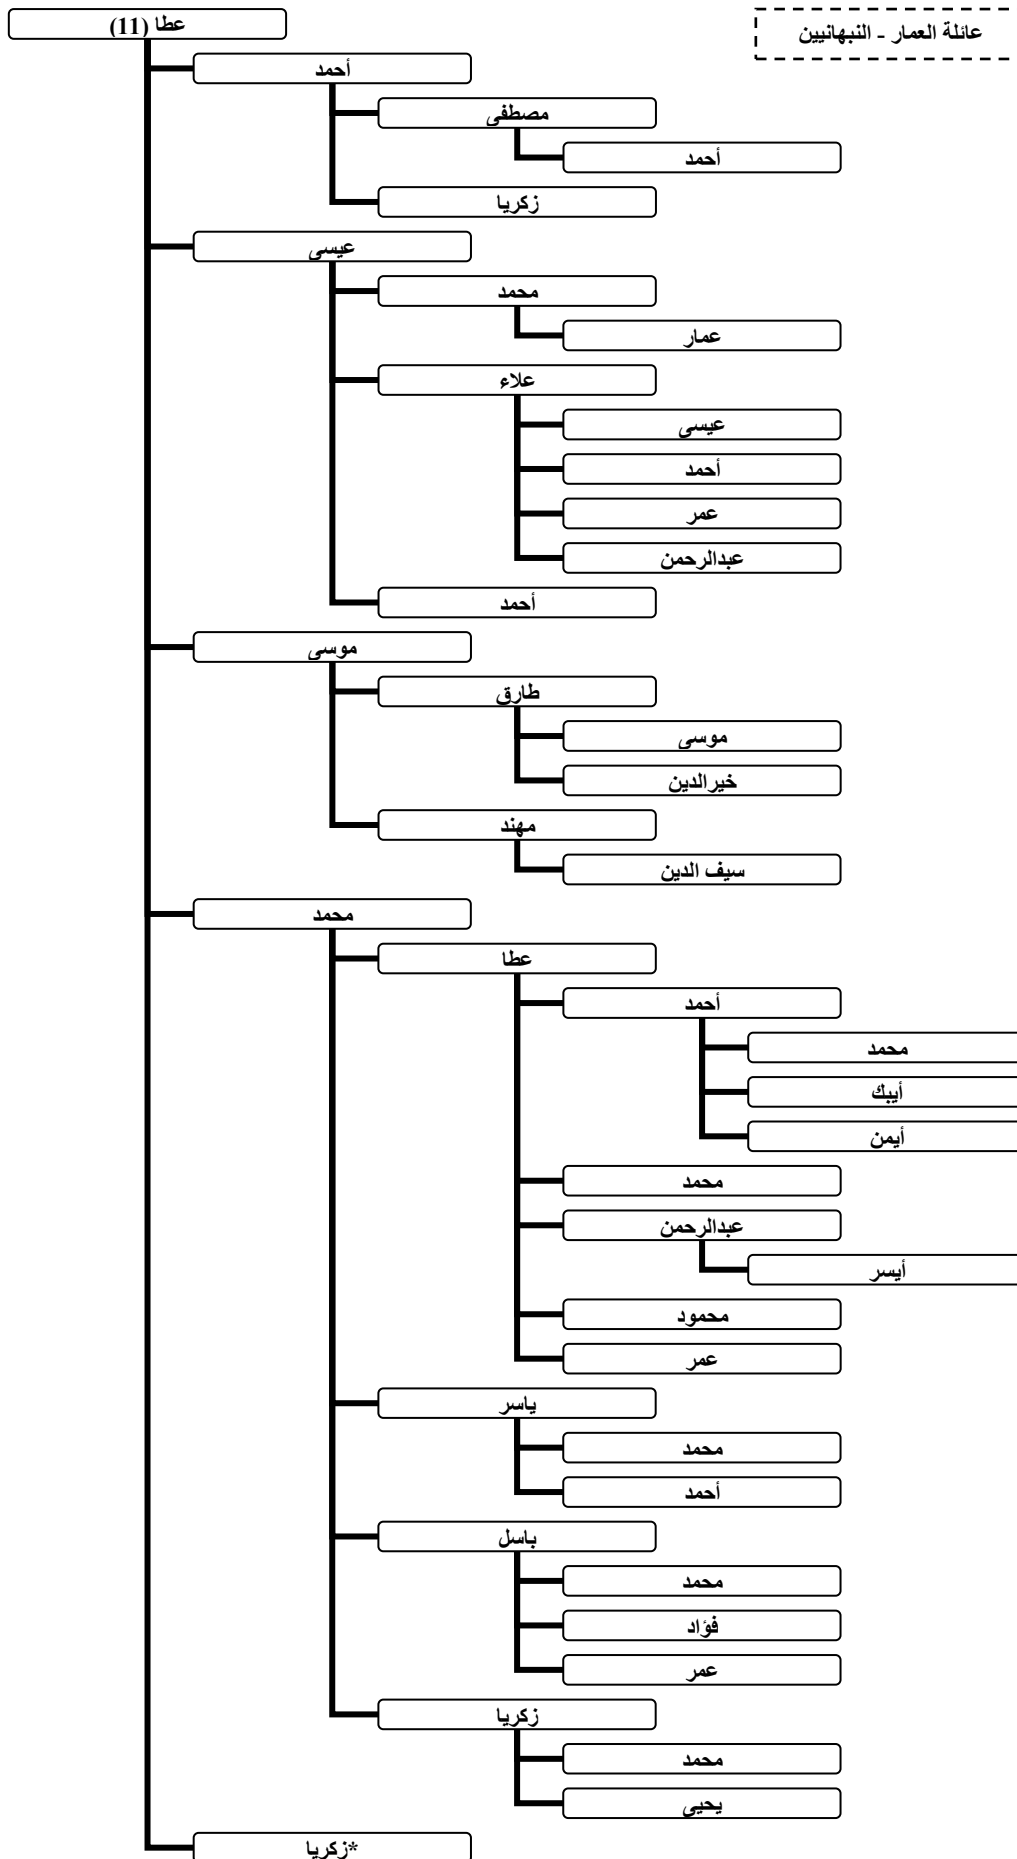 عائلة العمار - النبهانيين
عطا (11)
أحمد
مصطفى
أحمد
زكريا
عيسى
محمد
عمار
علاء
عيسى
أحمد
عمر
عبدالرحمن
أحمد
موسى
طارق
موسى
خيرالدين
مهند
سيف الدين
محمد
عطا
أحمد
محمد
أيبك
أيمن
محمد
عبدالرحمن
أيسر
محمود
عمر
ياسر
محمد
أحمد
باسل
محمد
فؤاد
عمر
زكريا
محمد
يحيى
*زكريا